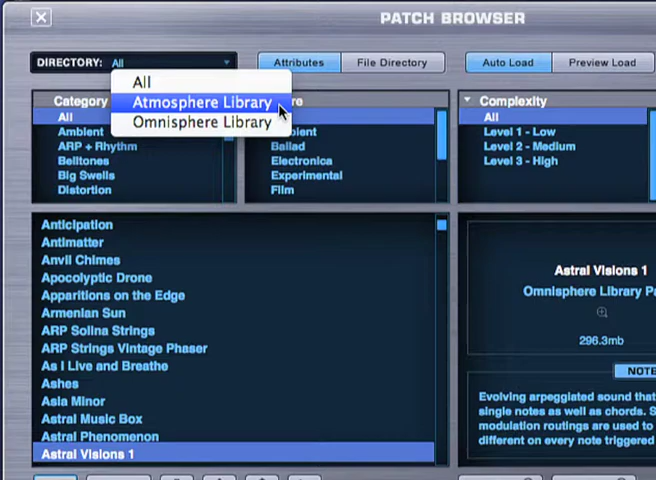 PATCH BROWSER
DIRECTORY: All
Attributes
File Directory
Auto Load
Preview Load
All
Atmosphere Library
Omnisphere Library
Category
All
Ambient
ARP + Rhythm
Belltones
Big Swells
Distortion
Ballad
Electronica
Experimental
Film
Complexity
All
Level 1 - Low
Level 2 - Medium
Level 3 - High
Anticipation
Antimatter
Anvil Chimes
Apocolyptic Drone
Apparitions on the Edge
Armenian Sun
ARP Solina Strings
ARP Strings Vintage Phaser
As I Live and Breathe
Ashes
Asia Minor
Astral Music Box
Astral Phenomenon
Astral Visions 1
Astral Visions 1
Omnisphere Library Pa
296.3mb
NOTE
Evolving arpeggiated sound that
single notes as well as chords. S
modulation routings are used to
different on every note triggered